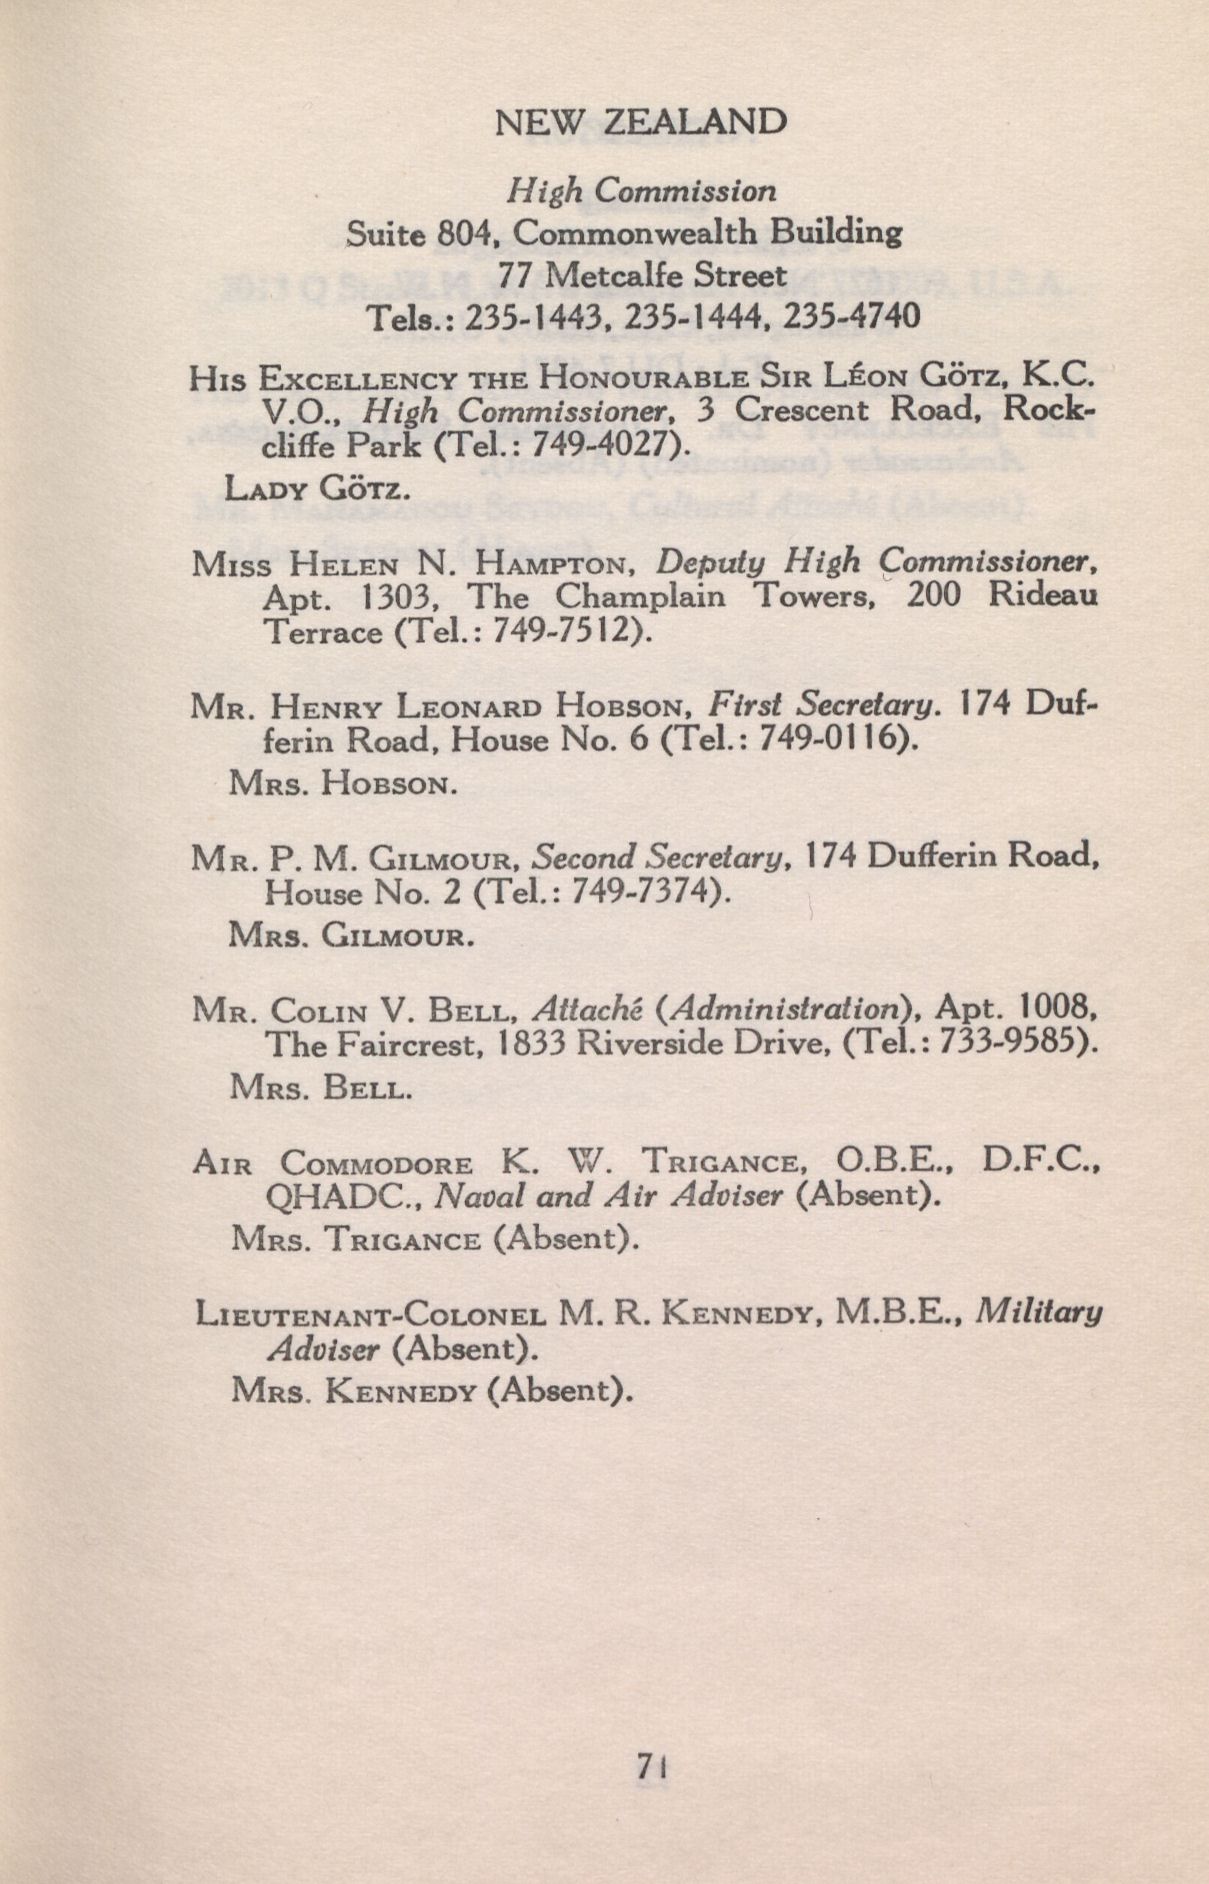 NEW ZEALAND
High Commission
Suite 804, Commonwealth Building
77 Metcalfe Street
Tels.: 235-1443, 235-1444, 235-4740
HIS EXCELLENCY THE HONOURABLE SIR LÉON GÖTZ, K.C.
V.O., High Commissioner, 3 Crescent Road, Rock-
cliffe Park (Tel.: 749-4027).
LADY GÖTZ.
MISS HELEN N. HAMPTON, Deputy High Commissioner,
Apt. 1303, The Champlain Towers, 200 Rideau
Terrace (Tel.: 749-7512).
MR. HENRY LEONARD HOBSON, First Secretary. 174 Duf-
ferin Road, House No. 6 (Tel.: 749-0116).
MRS. HOBSON.
MR. P. M. GILMOUR, Second Secretary, 174 Dufferin Road,
House No. 2 (Tel.: 749-7374).
MRS. GILMOUR.
MR. COLIN V. BELL, Attaché (Administration), Apt. 1008,
The Faircrest, 1833 Riverside Drive, (Tel.: 733-9585).
MRS. BELL.
AIR COMMODORE K. W. TRIGANCE, O.B.E., D.F.C.,
QHADC., Naval and Air Adviser (Absent).
MRS. TRIGANCE (Absent).
LIEUTENANT-COLONEL M. R. KENNEDY, M.B.E., Military
Adviser (Absent).
MRS. KENNEDY (Absent).
71